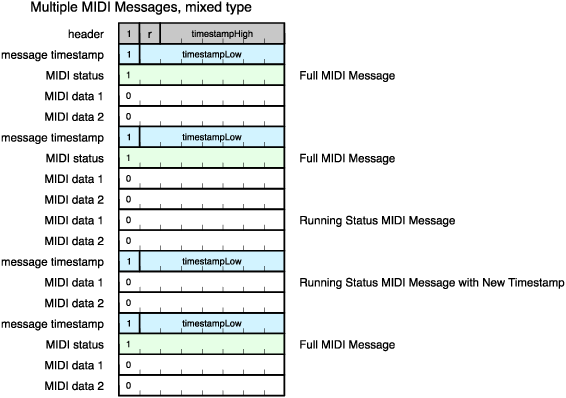 Multiple MIDI Messages, mixed type
header 1 r timestampHigh
message timestamp 1 timestampLow
MIDI status 1 Full MIDI Message
MIDI data 1 0
MIDI data 2 0
message timestamp 1 timestampLow
MIDI status 1 Full MIDI Message
MIDI data 1 0
MIDI data 2 0
MIDI data 1 0 Running Status MIDI Message
MIDI data 2 0
message timestamp 1 timestampLow
MIDI data 1 0 Running Status MIDI Message with New Timestamp
MIDI data 2 0
message timestamp 1 timestampLow
MIDI status 1 Full MIDI Message
MIDI data 1 0
MIDI data 2 0